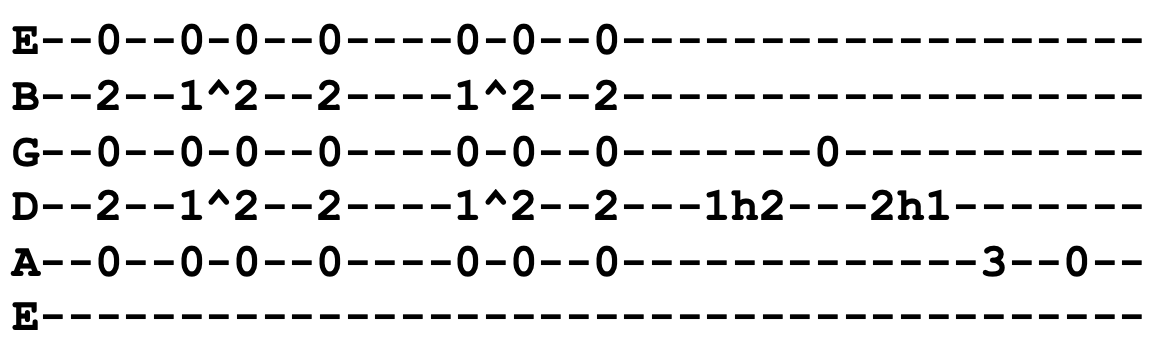 E--0--0-0--0----0-0--0-------------------
B--2--1^2--2----1^2--2-------------------
G--0--0-0--0----0-0--0-------0-----------
D--2--1^2--2----1^2--2---1h2---2h1-------
A--0--0-0--0----0-0--0-------------3--0--
E----------------------------------------